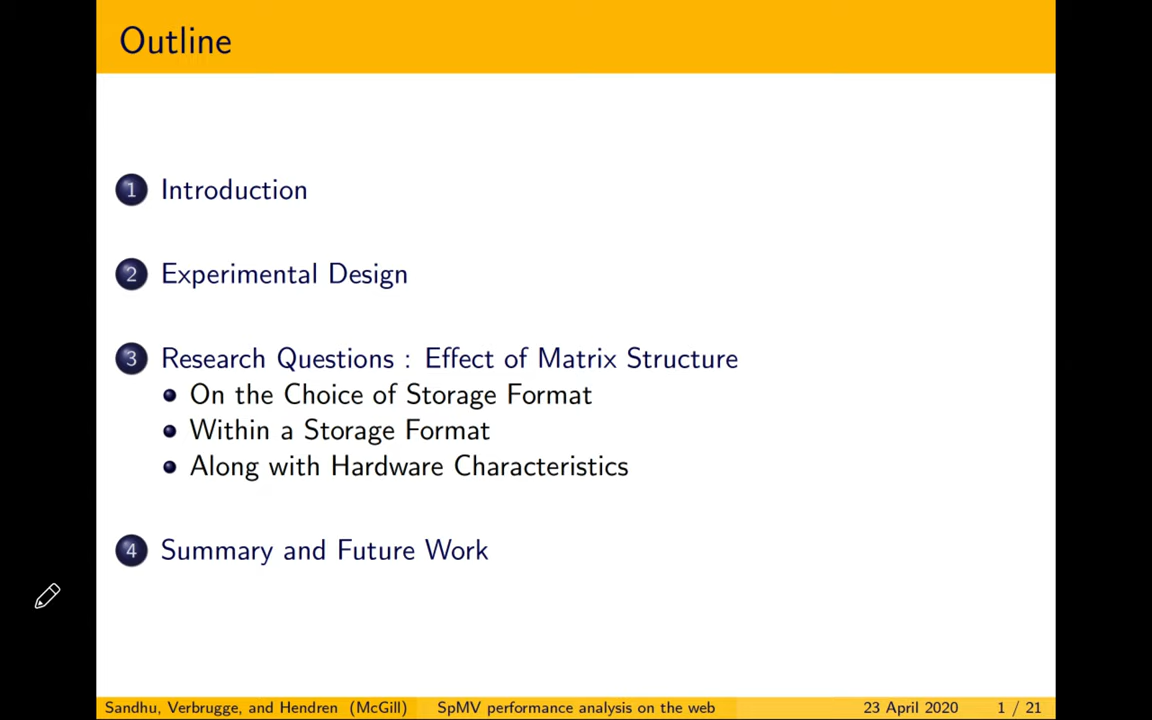 Outline
1 Introduction
2 Experimental Design
3 Research Questions : Effect of Matrix Structure
On the Choice of Storage Format
Within a Storage Format
Along with Hardware Characteristics
4 Summary and Future Work
Sandhu, Verbrugge, and Hendren (McGill) SpMV performance analysis on the web 23 April 2020 1 / 21